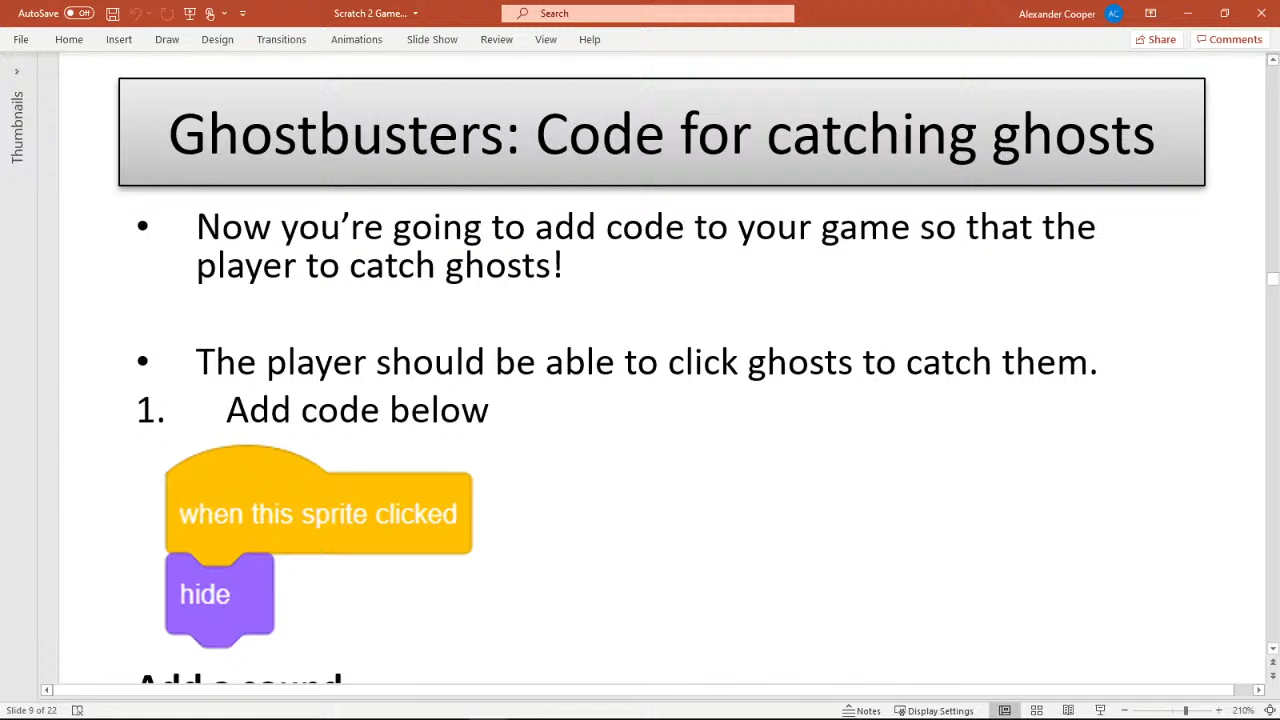 AutoSave Off Scratch 2 Game... Search Alexander Cooper AC
File Home Insert Draw Design Transitions Animations Slide Show Review View Help Share Comments
Thumbnails
Ghostbusters: Code for catching ghosts
• Now you’re going to add code to your game so that the
player to catch ghosts!
• The player should be able to click ghosts to catch them.
1. Add code below
when this sprite clicked
hide
Add a sound
Slide 9 of 22 Notes Display Settings 210%